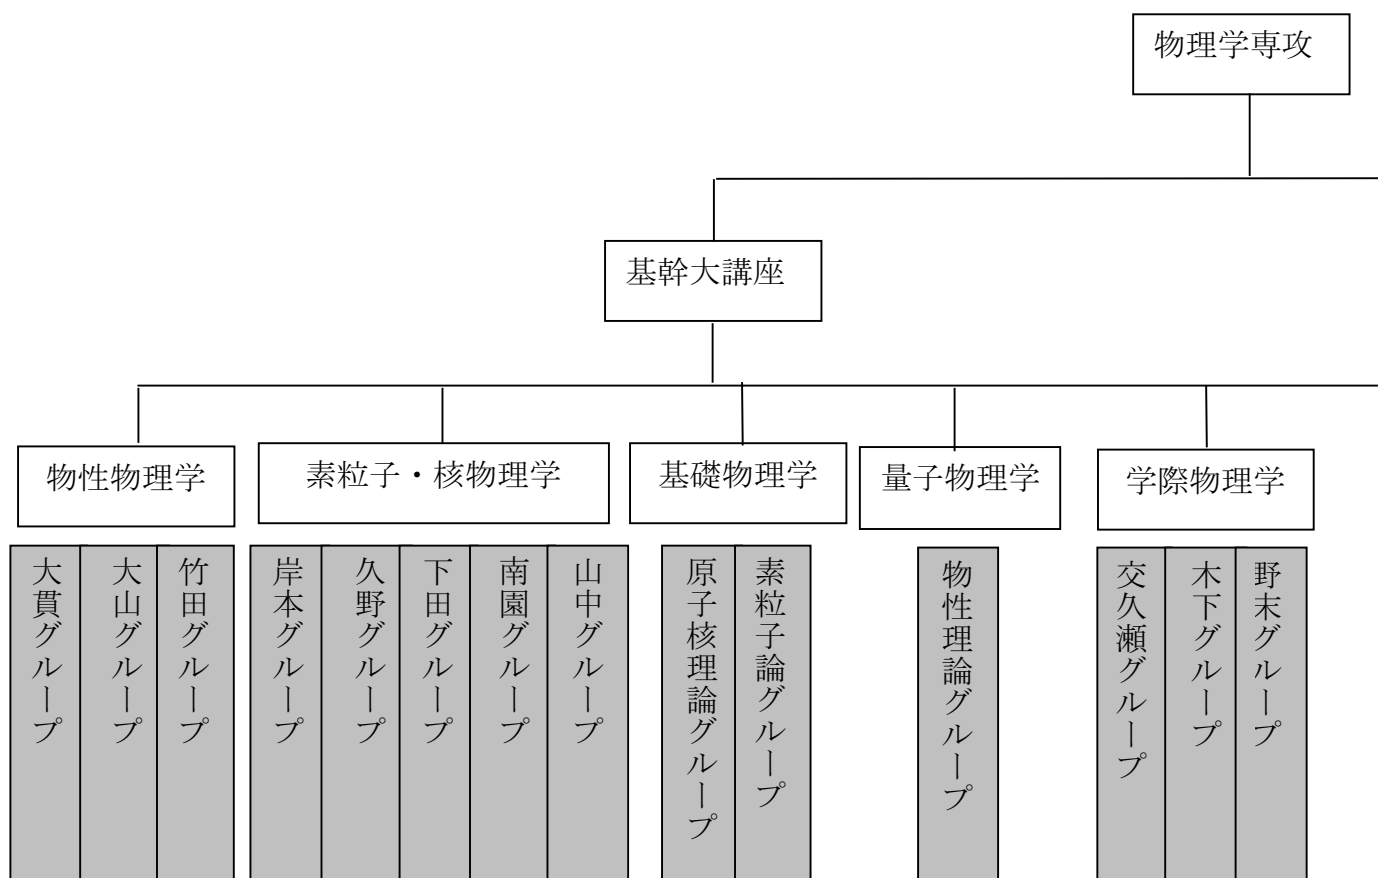 物理学専攻
基幹大講座
物性物理学
素粒子・核物理学
基礎物理学
量子物理学
学際物理学
大貫グループ
大山グループ
竹田グループ
岸本グループ
久野グループ
下田グループ
南園グループ
山中グループ
原子核理論グループ
素粒子論グループ
物性理論グループ
交久瀬グループ
木下グループ
野末グループ